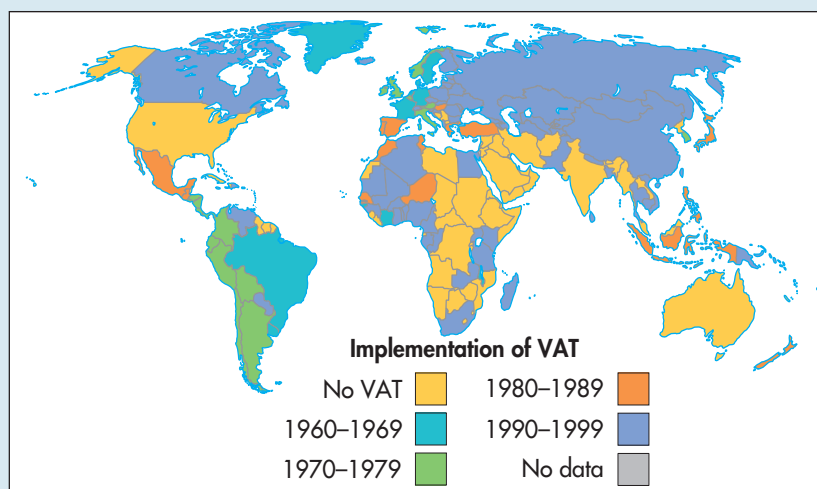 Implementation of VAT
No VAT
1980–1989
1960–1969
1990–1999
1970–1979
No data